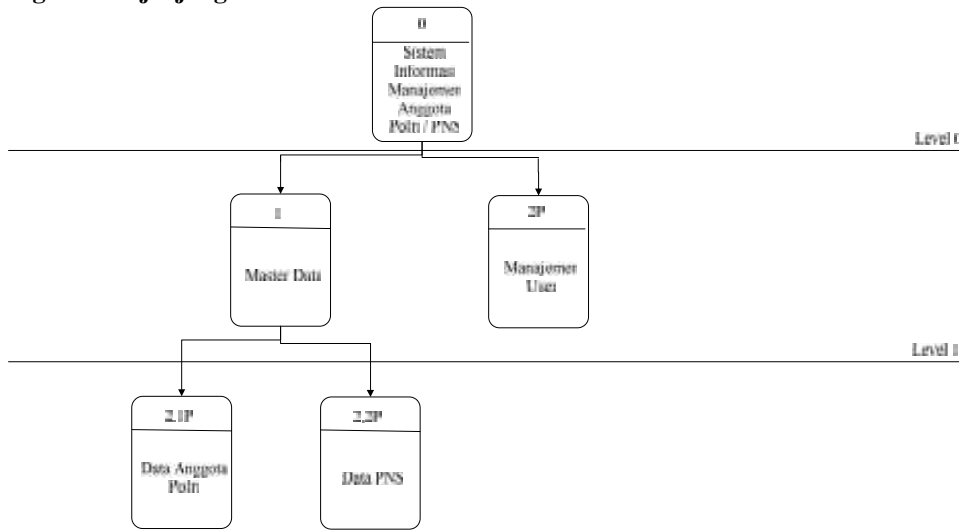 0
Sistem
Informasi
Manajemen
Anggota
Polri / PNS
Level 0
1
Master Data
2P
Manajemen
User
Level 1
2.1P
Data Anggota
Polri
2.2P
Data PNS